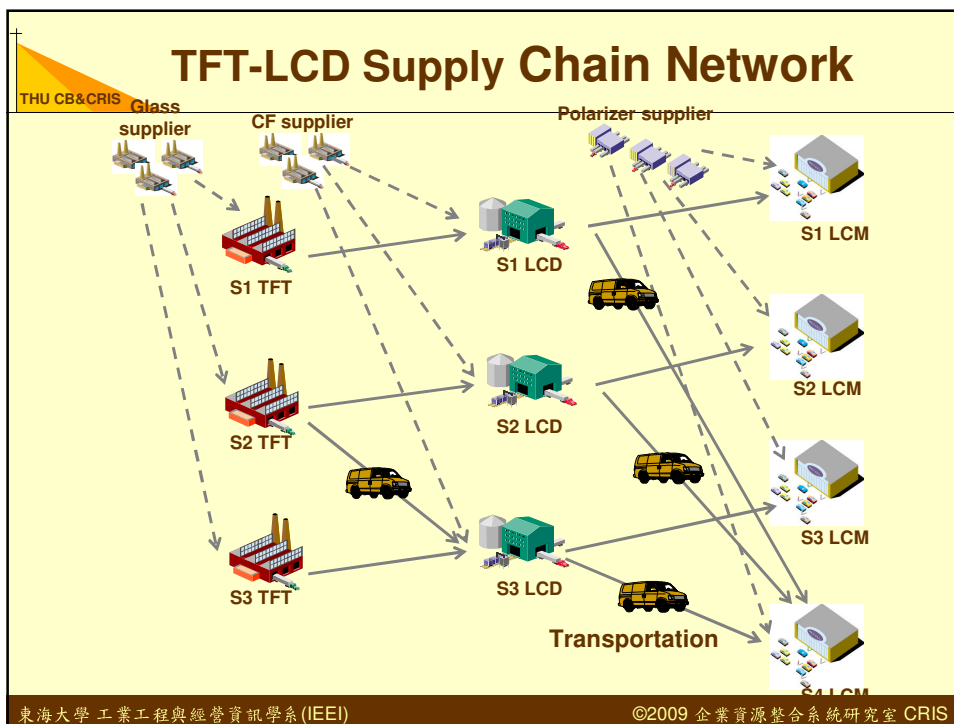 TFT-LCD Supply Chain Network
THU CB&CRIS
Glass
supplier
CF supplier
Polarizer supplier
S1 TFT
S1 LCD
S1 LCM
S2 TFT
S2 LCD
S2 LCM
S3 TFT
S3 LCD
S3 LCM
Transportation
S4 LCM
東海大學 工業工程與經營資訊學系(IEEI)
©2009 企業資源整合系統研究室 CRIS